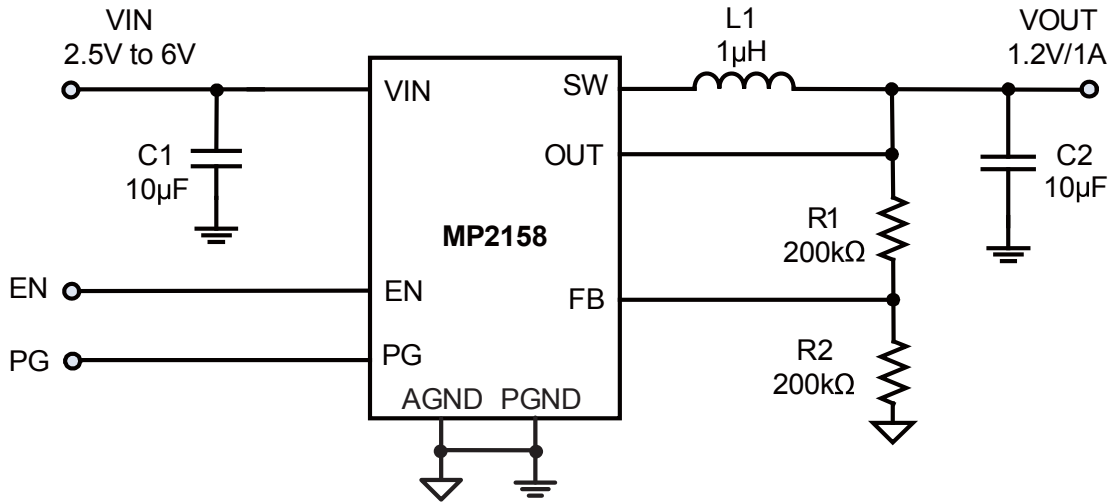 VIN
2.5V to 6V
L1
1µH
VOUT
1.2V/1A
VIN
SW
C1
10µF
OUT
C2
10µF
MP2158
R1
200kΩ
EN
EN
FB
PG
PG
R2
200kΩ
AGND PGND